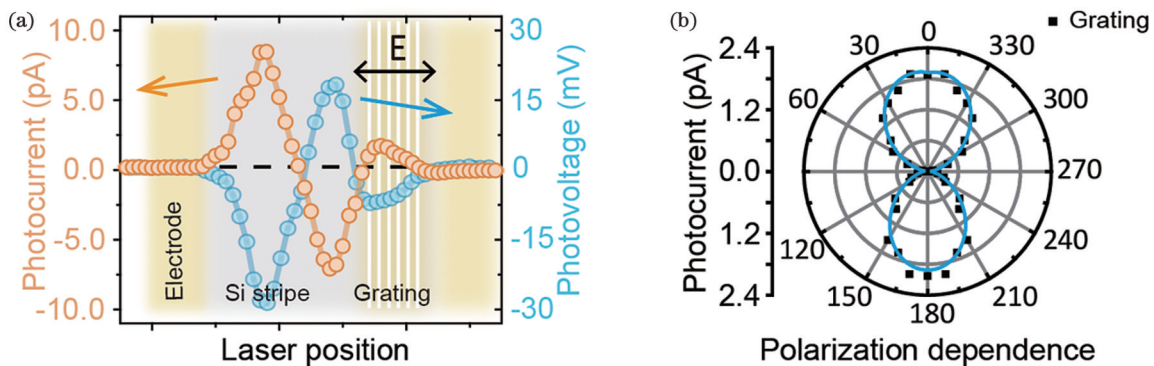 (a)
Photocurrent (pA)
10.0
5.0
0.0
-5.0
-10.0
Electrode
Si stripe
Grating
E
30
15
0
-15
-30
Photovoltage (mV)
Laser position
(b)
Grating
Photocurrent (pA)
2.4
1.2
0.0
1.2
2.4
0
330
300
270
240
210
180
150
120
60
30
Polarization dependence